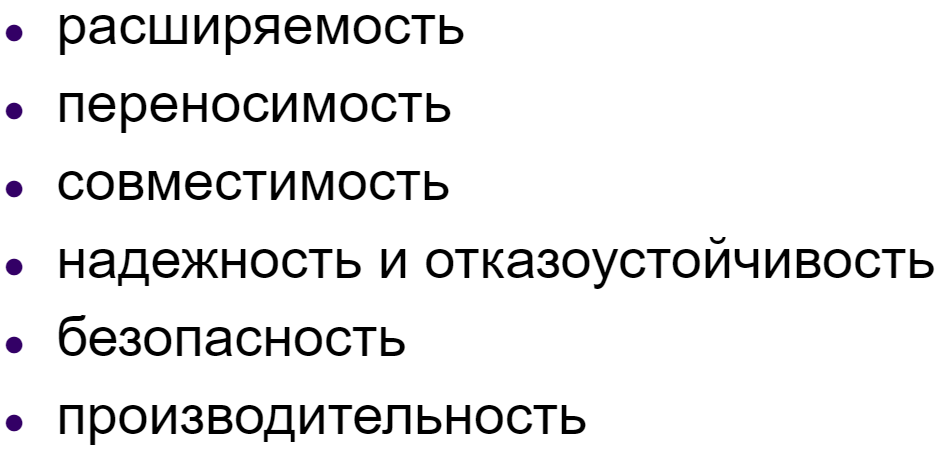 • расширяемость
• переносимость
• совместимость
• надежность и отказоустойчивость
• безопасность
• производительность